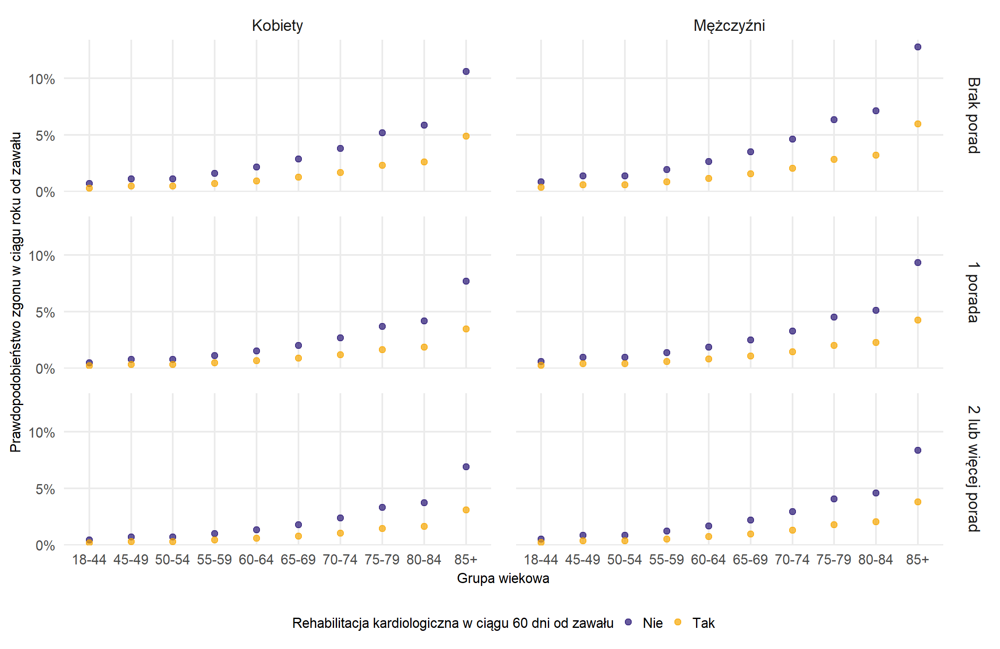 Kobiety
Mężczyźni
Prawdopodobieństwo zgonu w ciągu roku od zawału
10%
5%
0%
Brak porad
10%
5%
0%
1 porada
10%
5%
0%
2 lub więcej porad
18-44 45-49 50-54 55-59 60-64 65-69 70-74 75-79 80-84 85+
18-44 45-49 50-54 55-59 60-64 65-69 70-74 75-79 80-84 85+
Grupa wiekowa
Rehabilitacja kardiologiczna w ciągu 60 dni od zawału Nie Tak